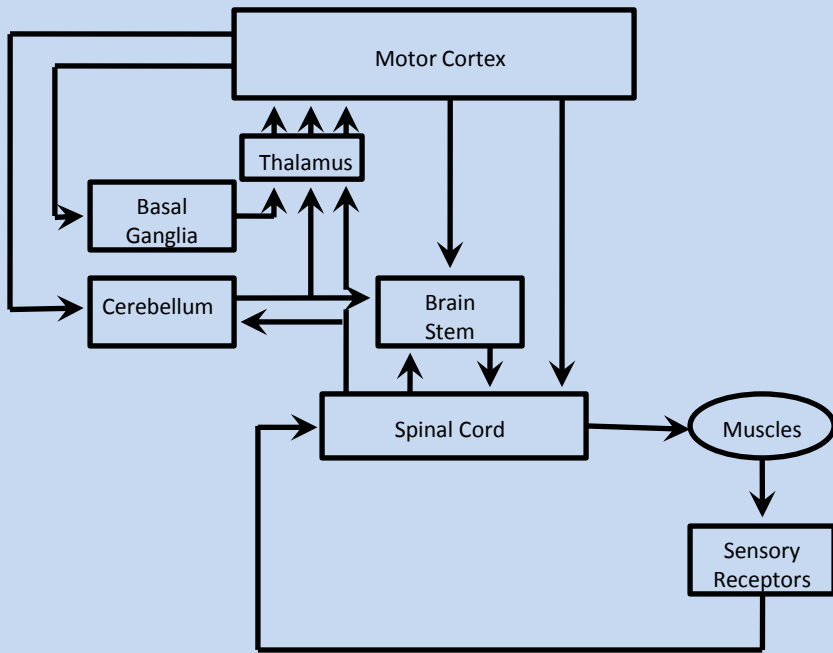 Motor Cortex
Thalamus
Basal
Ganglia
Cerebellum
Brain
Stem
Spinal Cord
Muscles
Sensory
Receptors